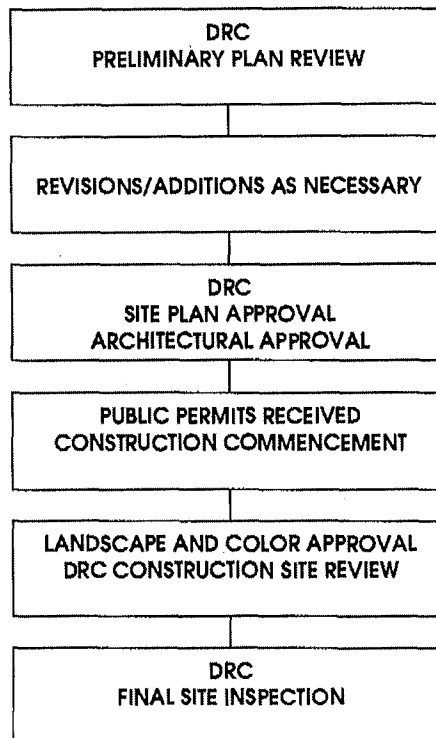 DRC
PRELIMINARY PLAN REVIEW
REVISIONS/ADDITIONS AS NECESSARY
DRC
SITE PLAN APPROVAL
ARCHITECTURAL APPROVAL
PUBLIC PERMITS RECEIVED
CONSTRUCTION COMMENCEMENT
LANDSCAPE AND COLOR APPROVAL
DRC CONSTRUCTION SITE REVIEW
DRC
FINAL SITE INSPECTION